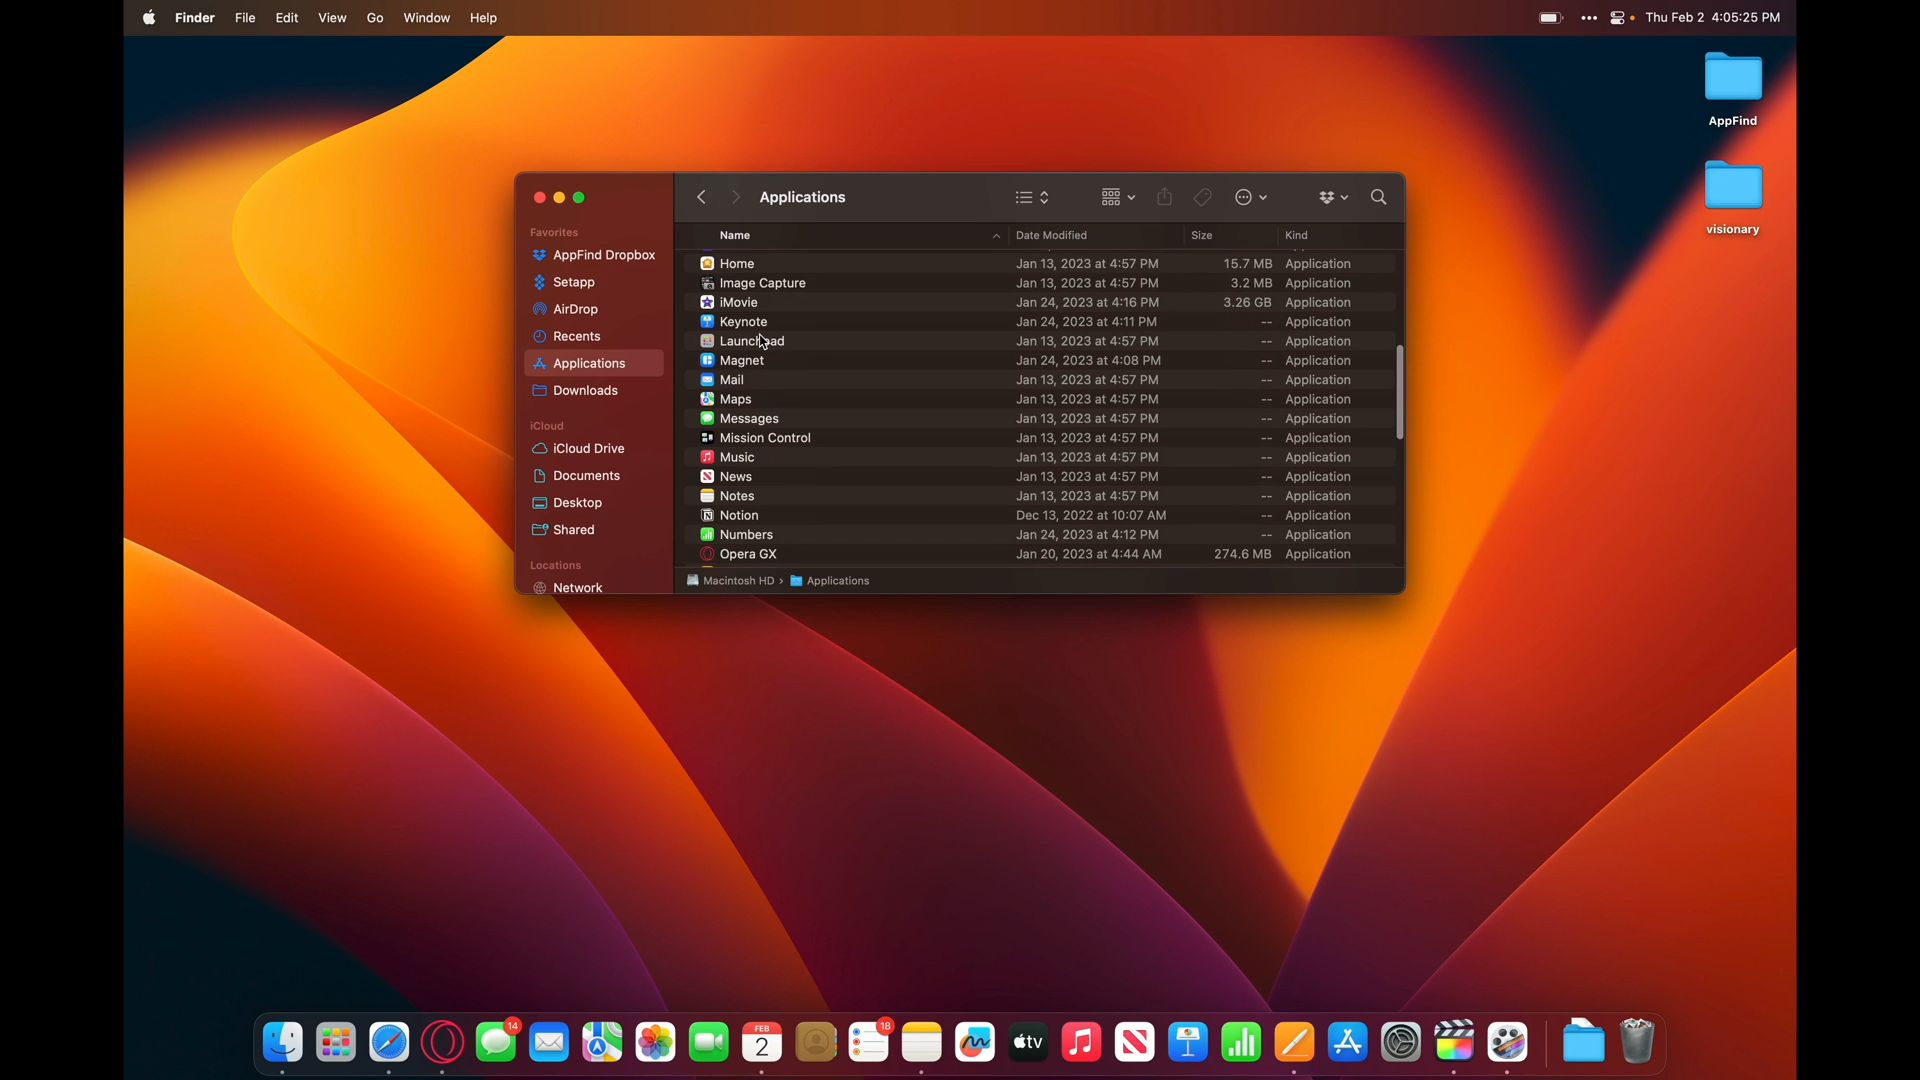 Finder File Edit View Go Window Help Thu Feb 2 4:05:25 PM
AppFind
visionary
Applications
Favorites
AppFind Dropbox
Setapp
AirDrop
Recents
Applications
Downloads
iCloud
iCloud Drive
Documents
Desktop
Shared
Locations
Network
Name Date Modified Size Kind
Home Jan 13, 2023 at 4:57 PM 15.7 MB Application
Image Capture Jan 13, 2023 at 4:57 PM 3.2 MB Application
iMovie Jan 24, 2023 at 4:16 PM 3.26 GB Application
Keynote Jan 24, 2023 at 4:11 PM -- Application
Launchpad Jan 13, 2023 at 4:57 PM -- Application
Magnet Jan 24, 2023 at 4:08 PM -- Application
Mail Jan 13, 2023 at 4:57 PM -- Application
Maps Jan 13, 2023 at 4:57 PM -- Application
Messages Jan 13, 2023 at 4:57 PM -- Application
Mission Control Jan 13, 2023 at 4:57 PM -- Application
Music Jan 13, 2023 at 4:57 PM -- Application
News Jan 13, 2023 at 4:57 PM -- Application
Notes Jan 13, 2023 at 4:57 PM -- Application
Notion Dec 13, 2022 at 10:07 AM -- Application
Numbers Jan 24, 2023 at 4:12 PM -- Application
Opera GX Jan 20, 2023 at 4:44 AM 274.6 MB Application
Macintosh HD › Applications
14 FEB 2 18 tv